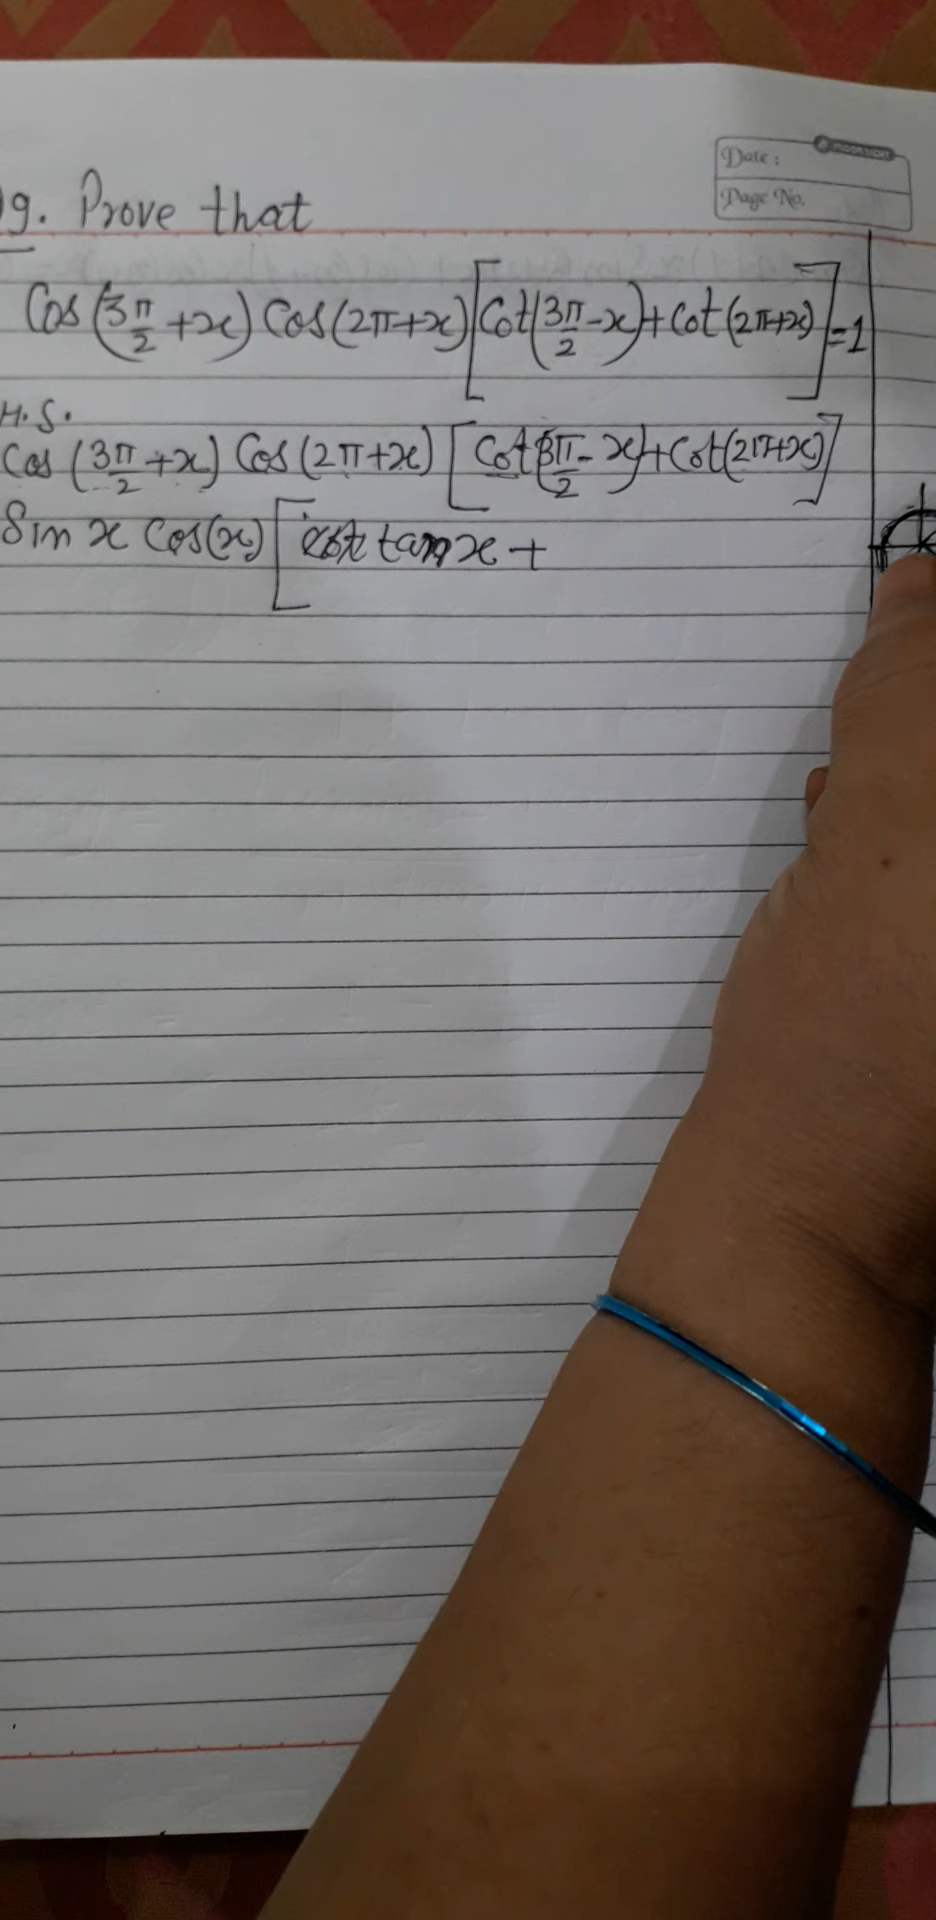 Date :
Page No.
9. Prove that
Cos(3π/2 +x) Cos(2π+x)[Cot(3π/2 -x)+Cot(2π+x)]=1
H.S.
Cos (3π/2 +x) Cos (2π+x) [Cot(3π/2 - x)+Cot(2π+x)]
Sin x Cos(x) [tan x +